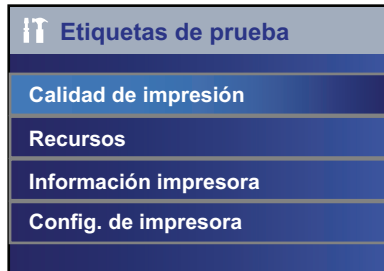 Etiquetas de prueba
Calidad de impresión
Recursos
Información impresora
Config. de impresora